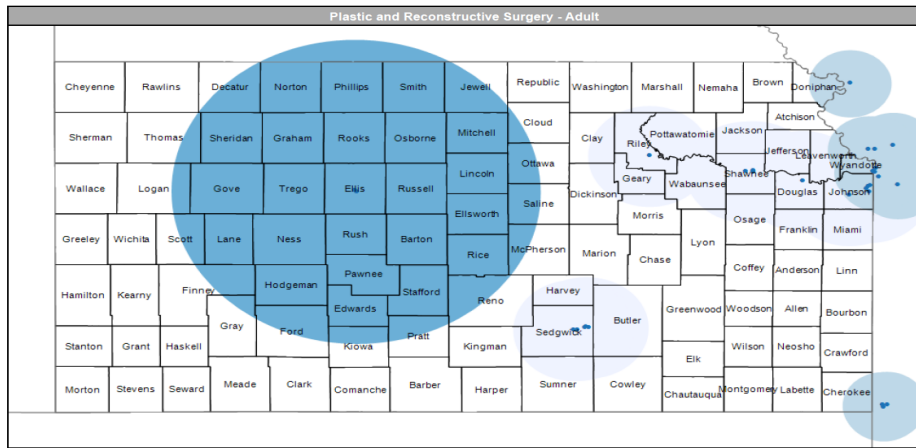 Plastic and Reconstructive Surgery - Adult
Cheyenne
Rawlins
Decatur
Norton
Phillips
Smith
Jewell
Republic
Washington
Marshall
Nemaha
Brown
Doniphan
Sherman
Thomas
Sheridan
Graham
Rooks
Osborne
Mitchell
Cloud
Clay
Riley
Pottawatomie
Jackson
Atchison
Jefferson
Leavenworth
Wyandotte
Wallace
Logan
Gove
Trego
Ellis
Russell
Lincoln
Ottawa
Saline
Dickinson
Geary
Wabaunsee
Shawnee
Douglas
Johnson
Greeley
Wichita
Scott
Lane
Ness
Rush
Barton
Ellsworth
Rice
McPherson
Marion
Morris
Chase
Lyon
Osage
Franklin
Miami
Hamilton
Kearny
Finney
Hodgeman
Pawnee
Edwards
Stafford
Reno
Harvey
Sedgwick
Butler
Greenwood
Coffey
Anderson
Linn
Woodson
Allen
Bourbon
Stanton
Grant
Haskell
Gray
Ford
Kiowa
Pratt
Kingman
Elk
Wilson
Neosho
Crawford
Morton
Stevens
Seward
Meade
Clark
Comanche
Barber
Harper
Sumner
Cowley
Chautauqua
Montgomery
Labette
Cherokee